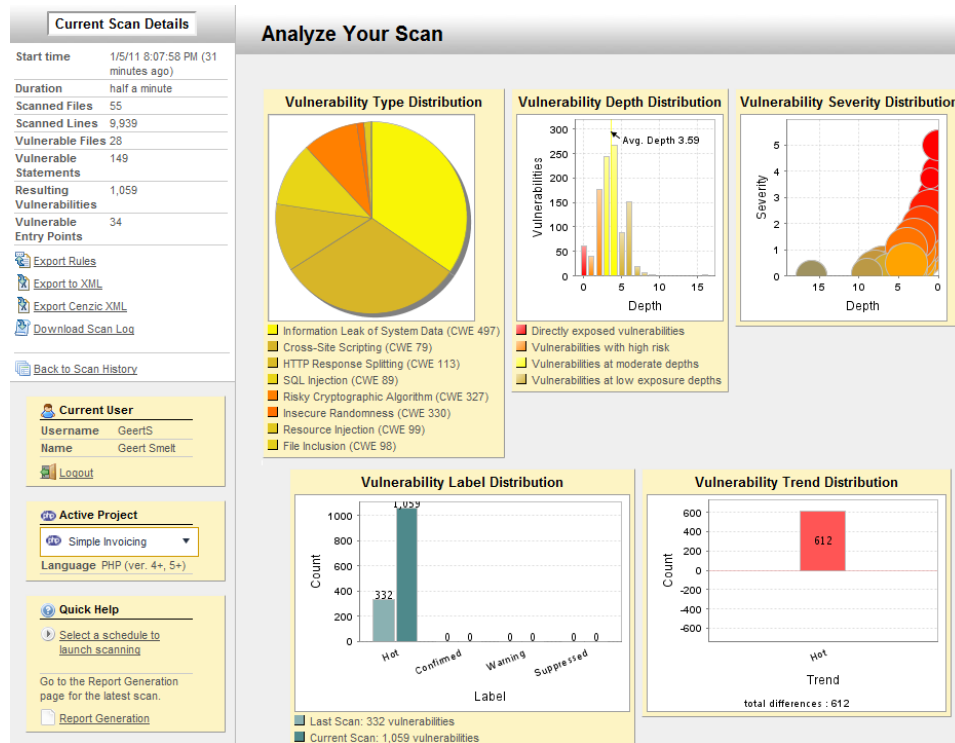 Current Scan Details
Start time 1/5/11 8:07:58 PM (31
minutes ago)
Duration half a minute
Scanned Files 55
Scanned Lines 9,939
Vulnerable Files 28
Vulnerable 149
Statements
Resulting 1,059
Vulnerabilities
Vulnerable 34
Entry Points
Export Rules
Export to XML
Export Cenzic XML
Download Scan Log
Back to Scan History
Current User
Username GeertS
Name Geert Smelt
Logout
php Active Project
php Simple Invoicing
Language PHP (ver. 4+, 5+)
Quick Help
Select a schedule to
launch scanning
Go to the Report Generation
page for the latest scan.
Report Generation
Analyze Your Scan
Vulnerability Type Distribution
Information Leak of System Data (CWE 497)
Cross-Site Scripting (CWE 79)
HTTP Response Splitting (CWE 113)
SQL Injection (CWE 89)
Risky Cryptographic Algorithm (CWE 327)
Insecure Randomness (CWE 330)
Resource Injection (CWE 99)
File Inclusion (CWE 98)
Vulnerability Depth Distribution
Avg. Depth 3.59
Vulnerabilities
300
250
200
150
100
50
0
0 5 10 15
Depth
Directly exposed vulnerabilities
Vulnerabilities with high risk
Vulnerabilities at moderate depths
Vulnerabilities at low exposure depths
Vulnerability Severity Distribution
Severity
5
4
3
2
1
0
15 10 5 0
Depth
Vulnerability Label Distribution
Count
1000
800
600
400
200
0
332 1,059 0 0 0 0 0 0
Hot Confirmed Warning Suppressed
Label
Last Scan: 332 vulnerabilities
Current Scan: 1,059 vulnerabilities
Vulnerability Trend Distribution
Count
600
400
200
0
-200
-400
-600
612
Hot
Trend
total differences : 612